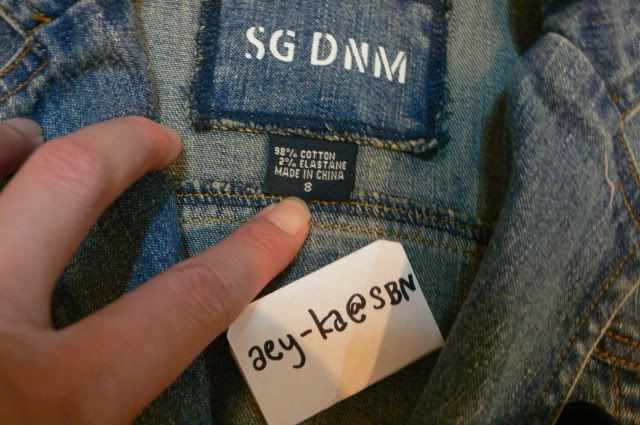 SG DNM
98% COTTON
2% ELASTANE
MADE IN CHINA
8
aey-ka@SBN